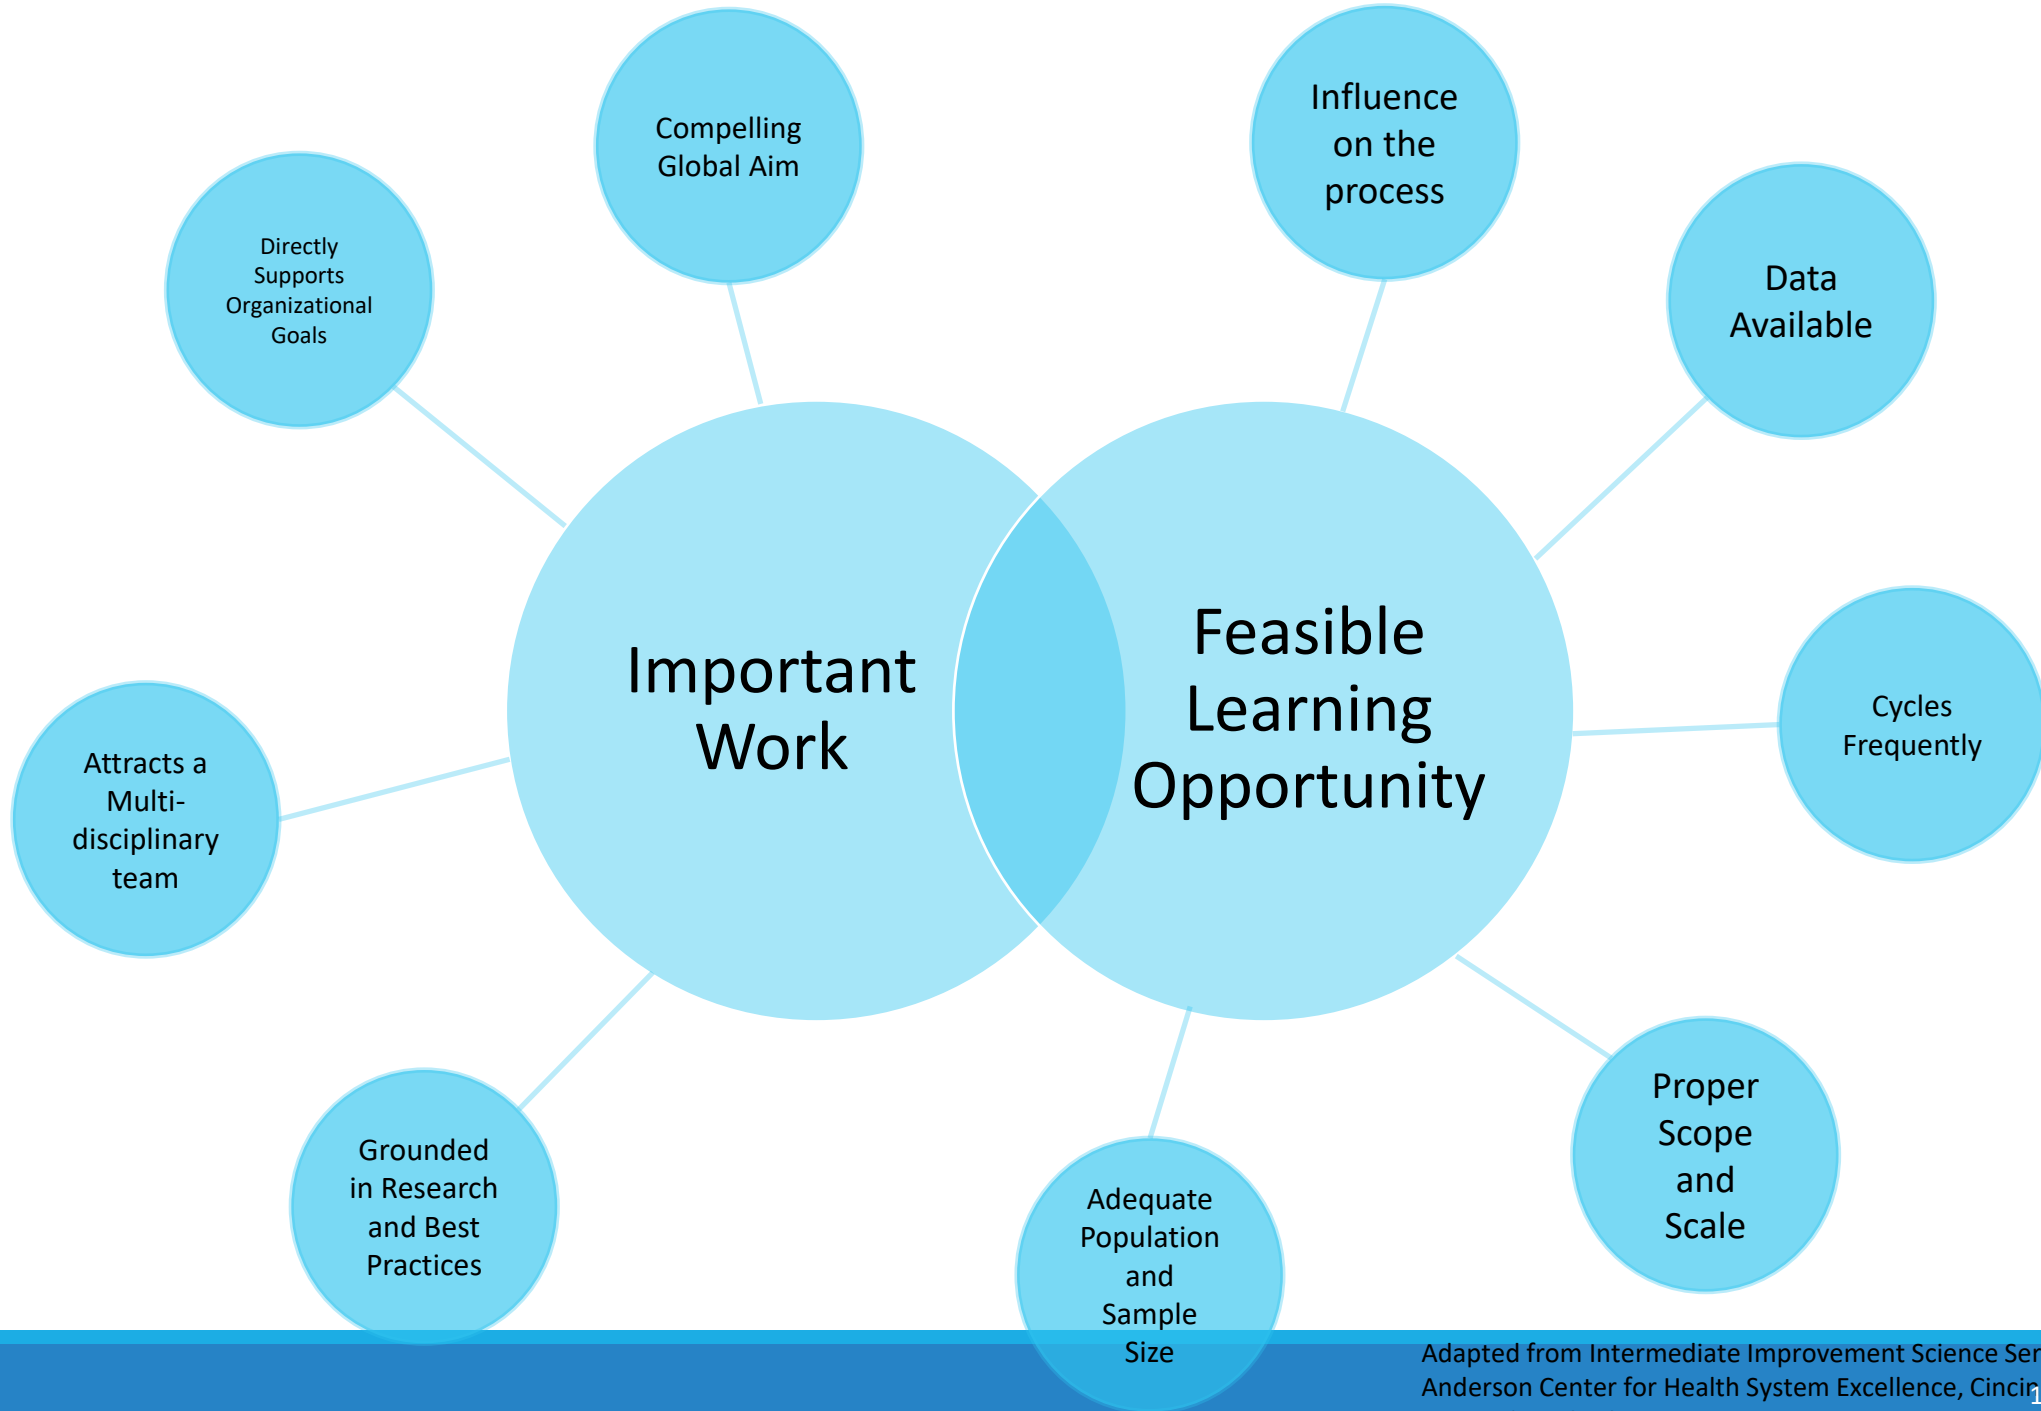 Compelling
Global Aim
Influence
on the
process
Directly
Supports
Organizational
Goals
Data
Available
Important
Work
Feasible
Learning
Opportunity
Cycles
Frequently
Attracts a
Multi-
disciplinary
team
Grounded
in Research
and Best
Practices
Adequate
Population
and
Sample
Size
Proper
Scope
and
Scale
Adapted from Intermediate Improvement Science
Anderson Center for Health System Excellence,